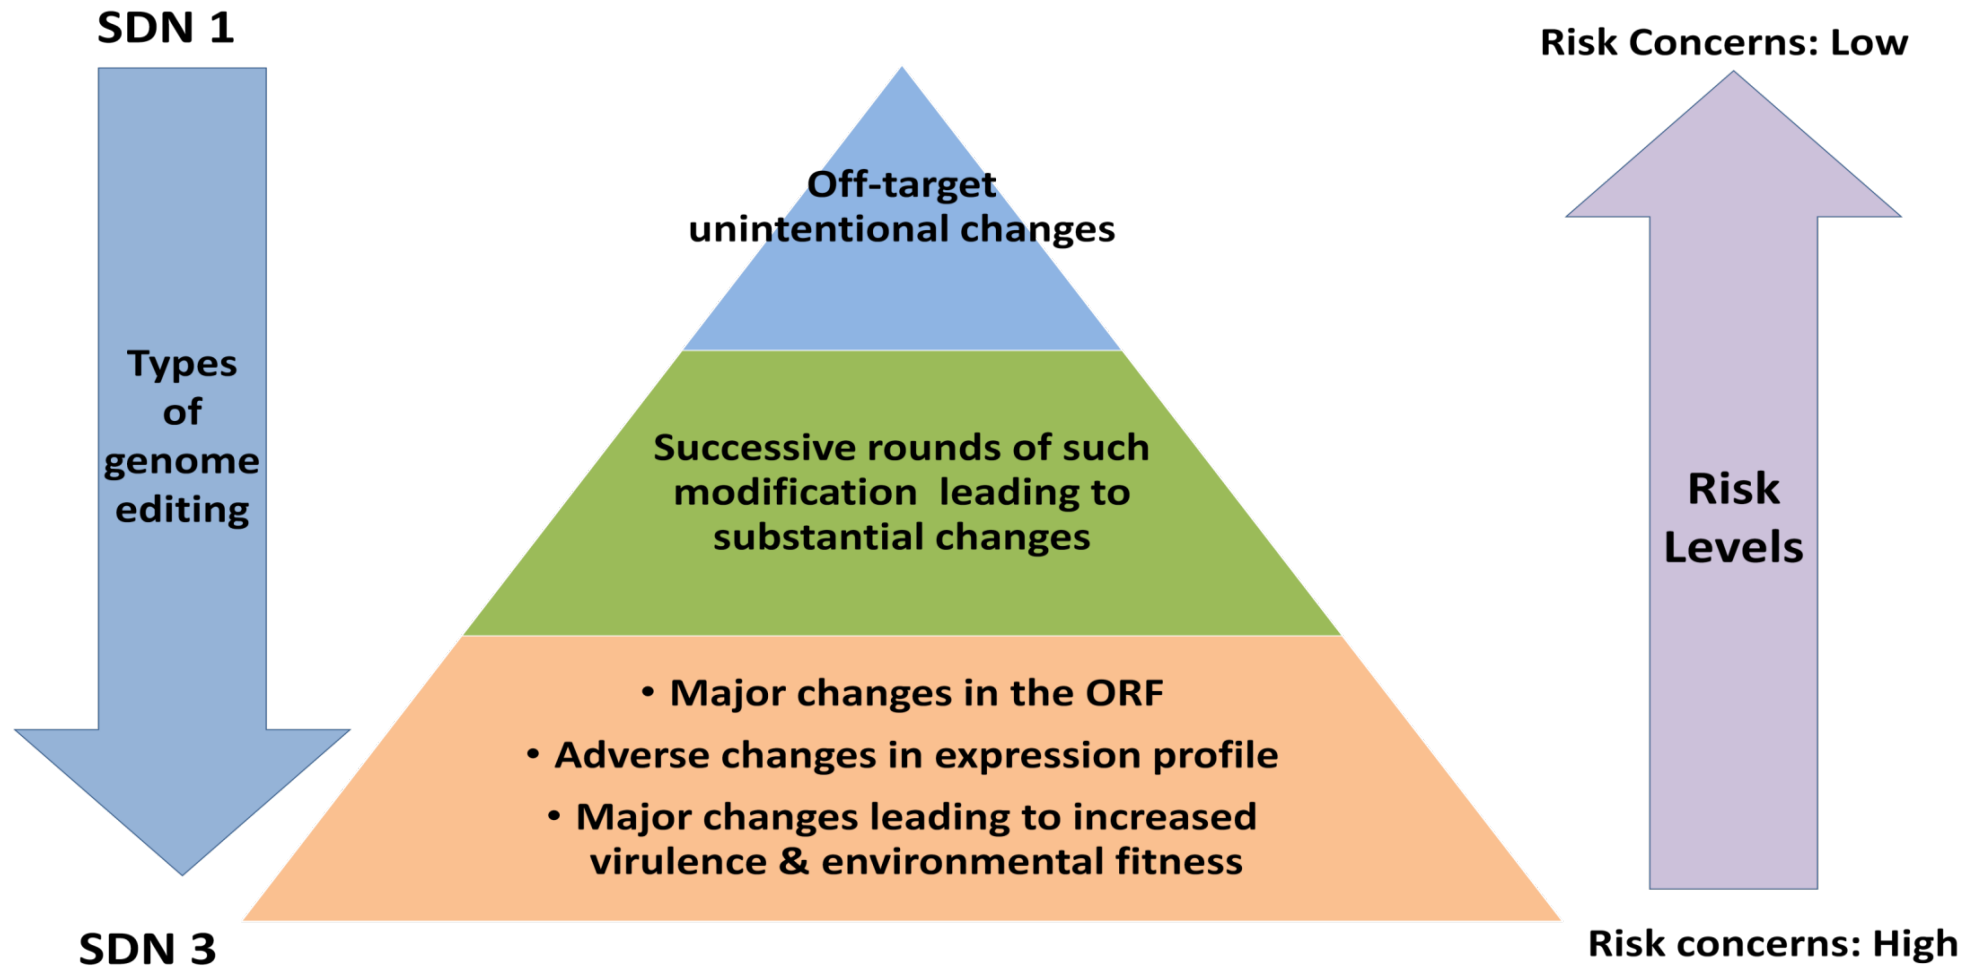 SDN 1
Risk Concerns: Low
Off-target
unintentional changes
Types
of
genome
editing
Successive rounds of such
modification leading to
substantial changes
Risk
Levels
• Major changes in the ORF
• Adverse changes in expression profile
• Major changes leading to increased
virulence & environmental fitness
SDN 3
Risk concerns: High